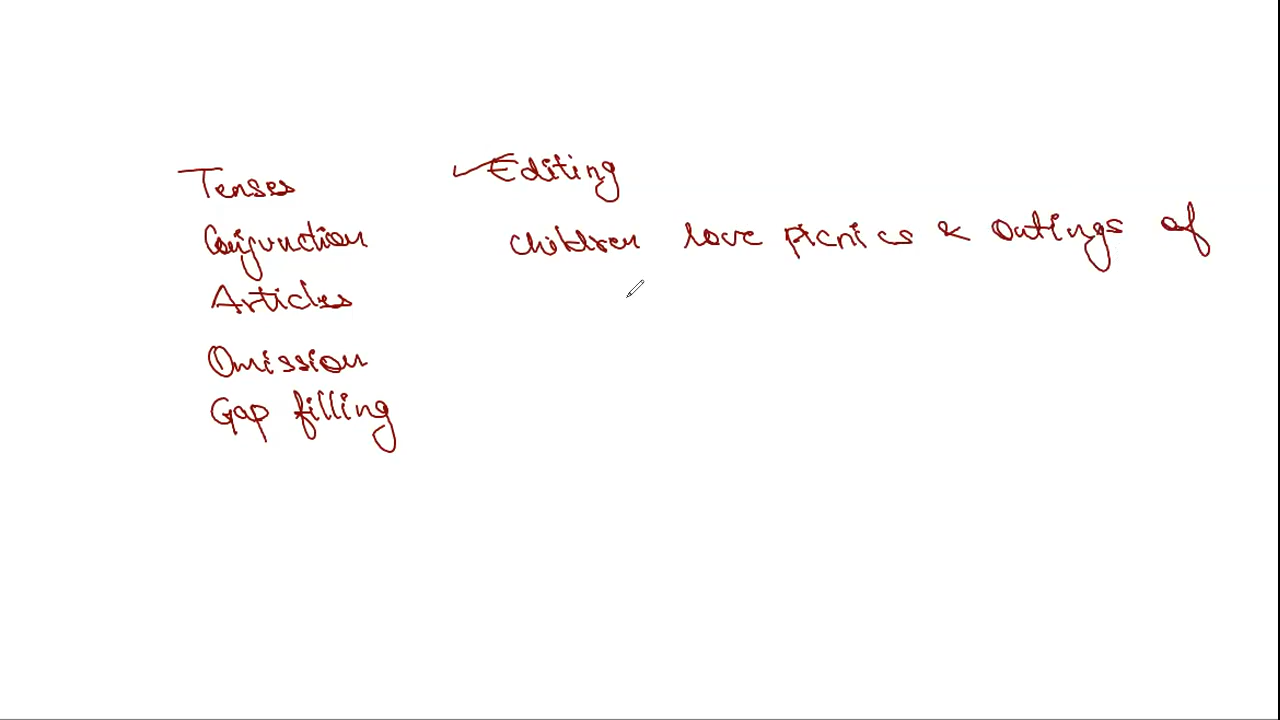 Tenses
Conjunction
Articles
Omission
Gap filling
Editing
children love picnics & outings of